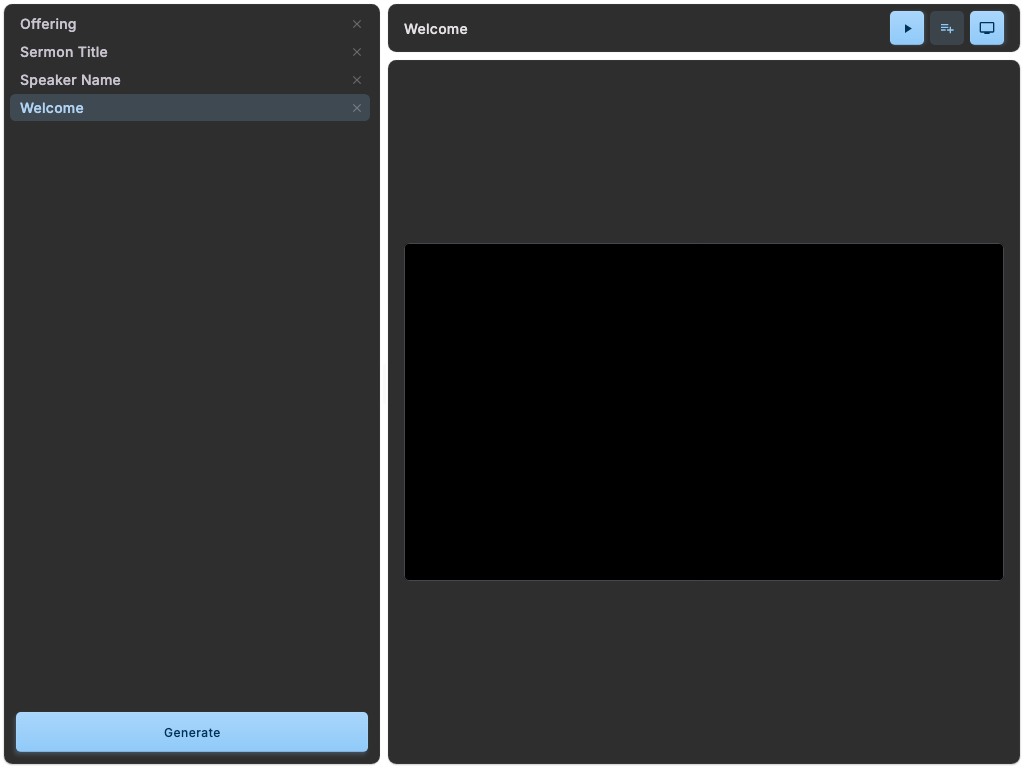 Offering
Sermon Title
Speaker Name
Welcome
Generate
Welcome